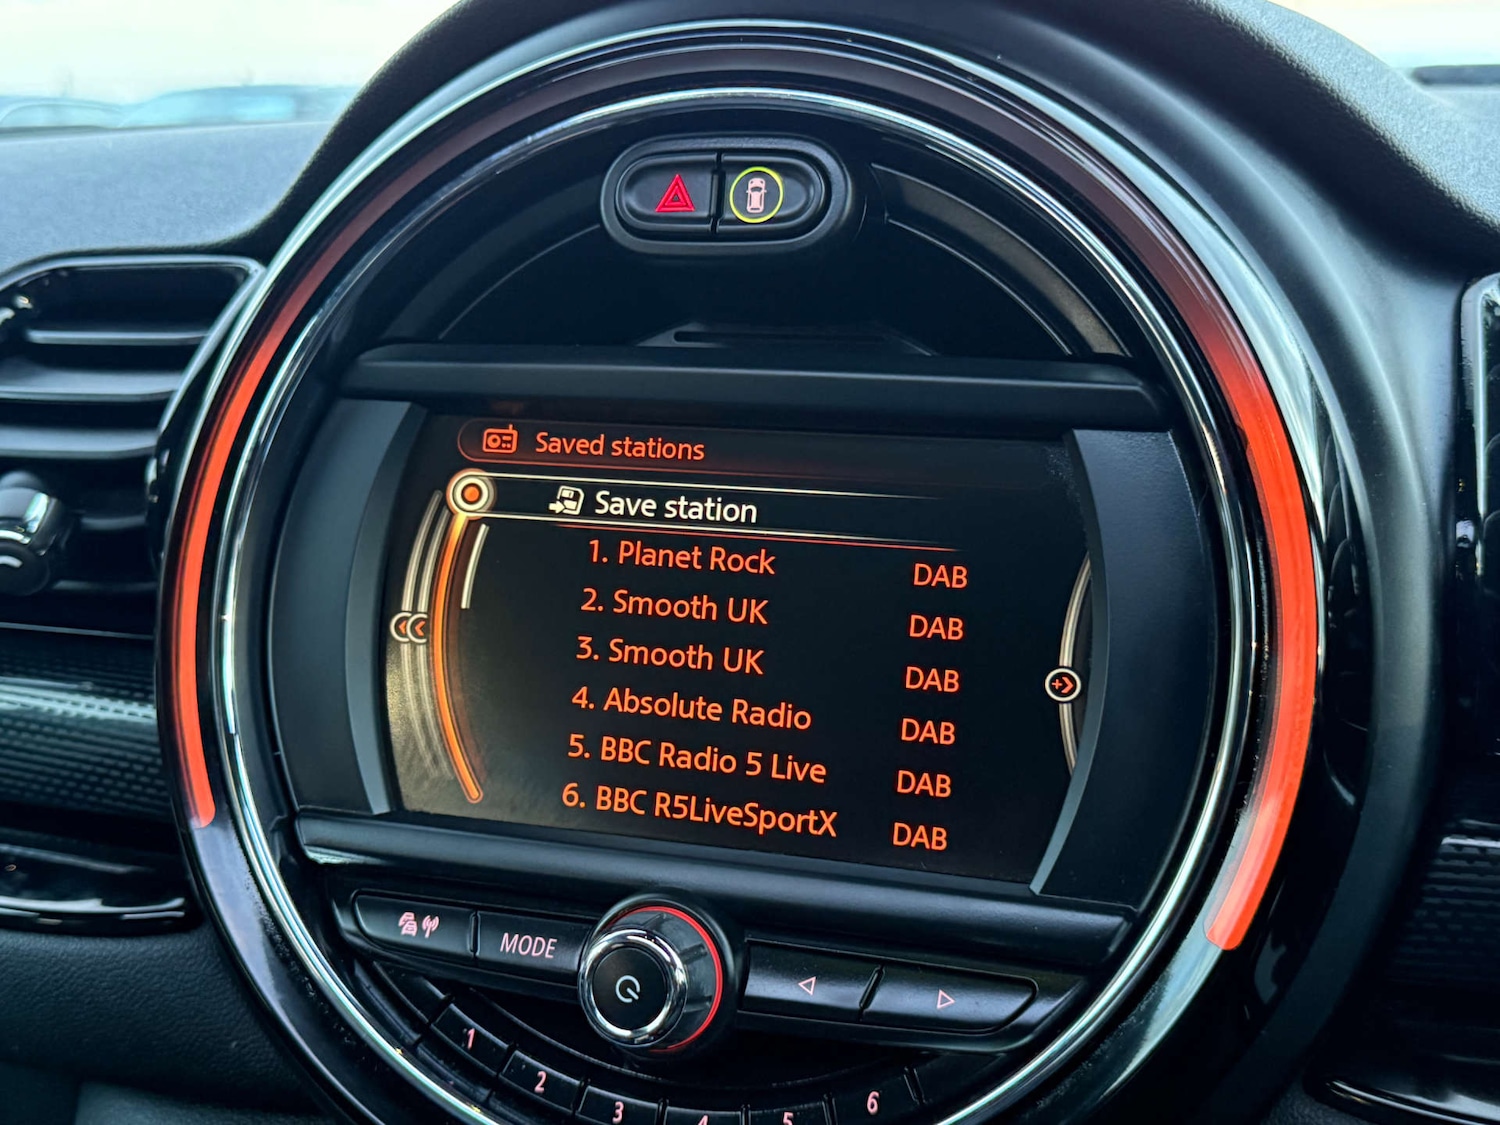 Saved stations
Save station
1. Planet Rock DAB
2. Smooth UK DAB
3. Smooth UK DAB
4. Absolute Radio DAB
5. BBC Radio 5 Live DAB
6. BBC R5LiveSportX DAB
MODE
1
2
3
4
5
6